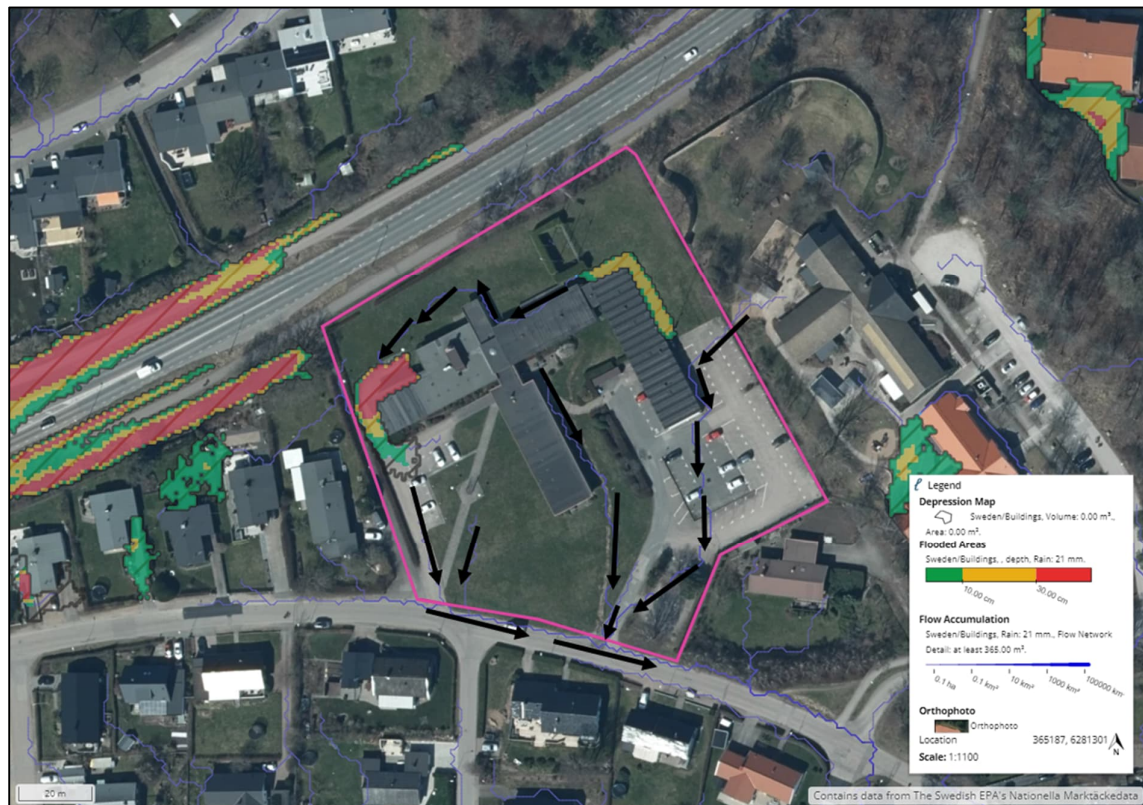 Legend
Depression Map
Sweden/Buildings, Volume: 0.00 m³.,
Area: 0.00 m².
Flooded Areas
Sweden/Buildings, , depth, Rain: 21 mm.
10.00 cm
30.00 cm
Flow Accumulation
Sweden/Buildings, Rain: 21 mm., Flow Network
Detail: at least 365.00 m².
0.1 ha
0.1 km²
10 km²
1000 km²
100000 km
Orthophoto
Orthophoto
Location 365187, 6281301
Scale: 1:1100
N
20 m
Contains data from The Swedish EPA's Nationella Marktäckedata